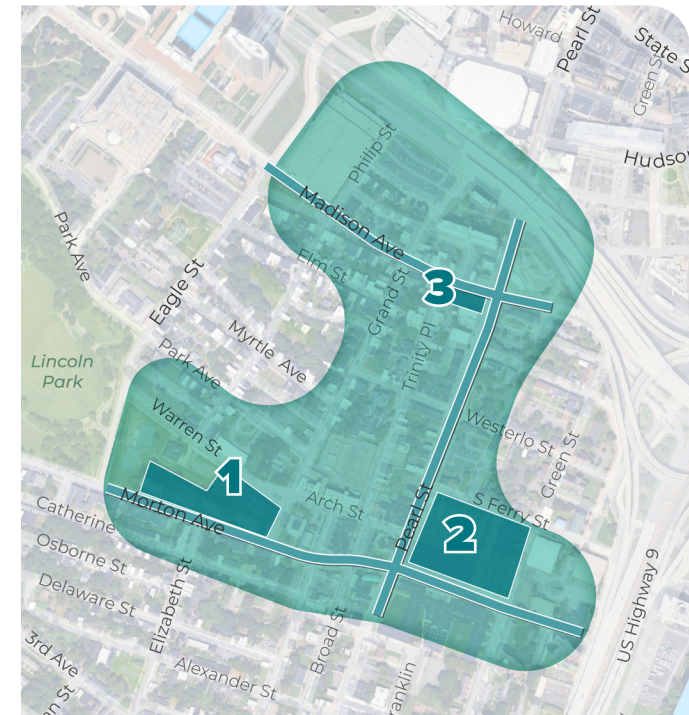 Howard
Pearl St
State S
Green St
Hudson
Philip St
Madison Ave
Park Ave
Elm St
Eagle St
Grand St
3
Myrtle Ave
Trinity Pl
Lincoln
Park
Park Ave
Warren St
Westerlo St
Green St
1
Arch St
Pearl St
S Ferry St
Morton Ave
Catherine
2
Osborne St
Delaware St
Elizabeth St
US Highway 9
Broad St
3rd Ave
Alexander St
ranklin
en St